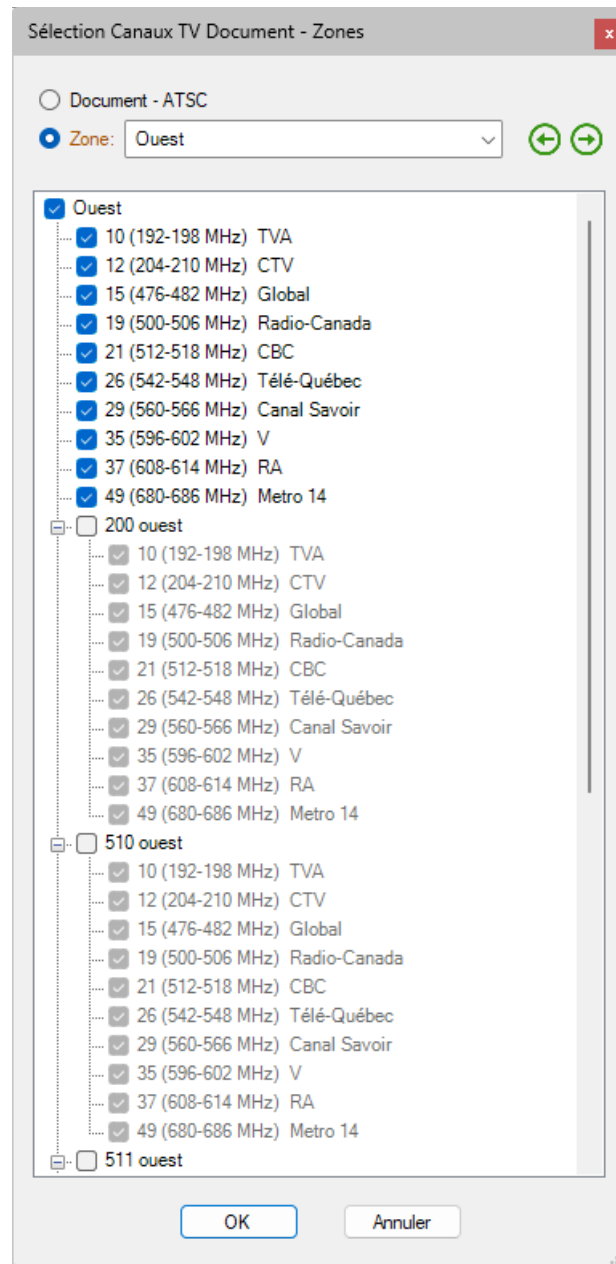 Sélection Canaux TV Document - Zones
x
Document - ATSC
Zone: Ouest
Ouest
10 (192-198 MHz) TVA
12 (204-210 MHz) CTV
15 (476-482 MHz) Global
19 (500-506 MHz) Radio-Canada
21 (512-518 MHz) CBC
26 (542-548 MHz) Télé-Québec
29 (560-566 MHz) Canal Savoir
35 (596-602 MHz) V
37 (608-614 MHz) RA
49 (680-686 MHz) Metro 14
200 ouest
10 (192-198 MHz) TVA
12 (204-210 MHz) CTV
15 (476-482 MHz) Global
19 (500-506 MHz) Radio-Canada
21 (512-518 MHz) CBC
26 (542-548 MHz) Télé-Québec
29 (560-566 MHz) Canal Savoir
35 (596-602 MHz) V
37 (608-614 MHz) RA
49 (680-686 MHz) Metro 14
510 ouest
10 (192-198 MHz) TVA
12 (204-210 MHz) CTV
15 (476-482 MHz) Global
19 (500-506 MHz) Radio-Canada
21 (512-518 MHz) CBC
26 (542-548 MHz) Télé-Québec
29 (560-566 MHz) Canal Savoir
35 (596-602 MHz) V
37 (608-614 MHz) RA
49 (680-686 MHz) Metro 14
511 ouest
OK Annuler